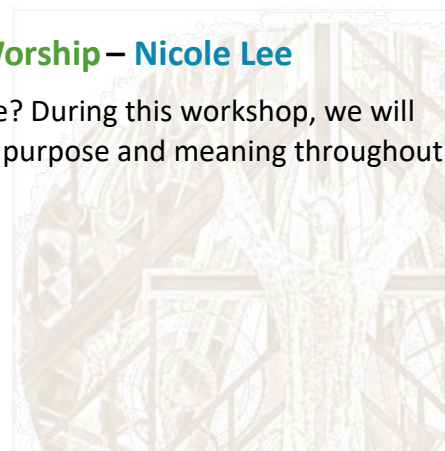 Worship – Nicole Lee
e? During this workshop, we will
purpose and meaning throughout